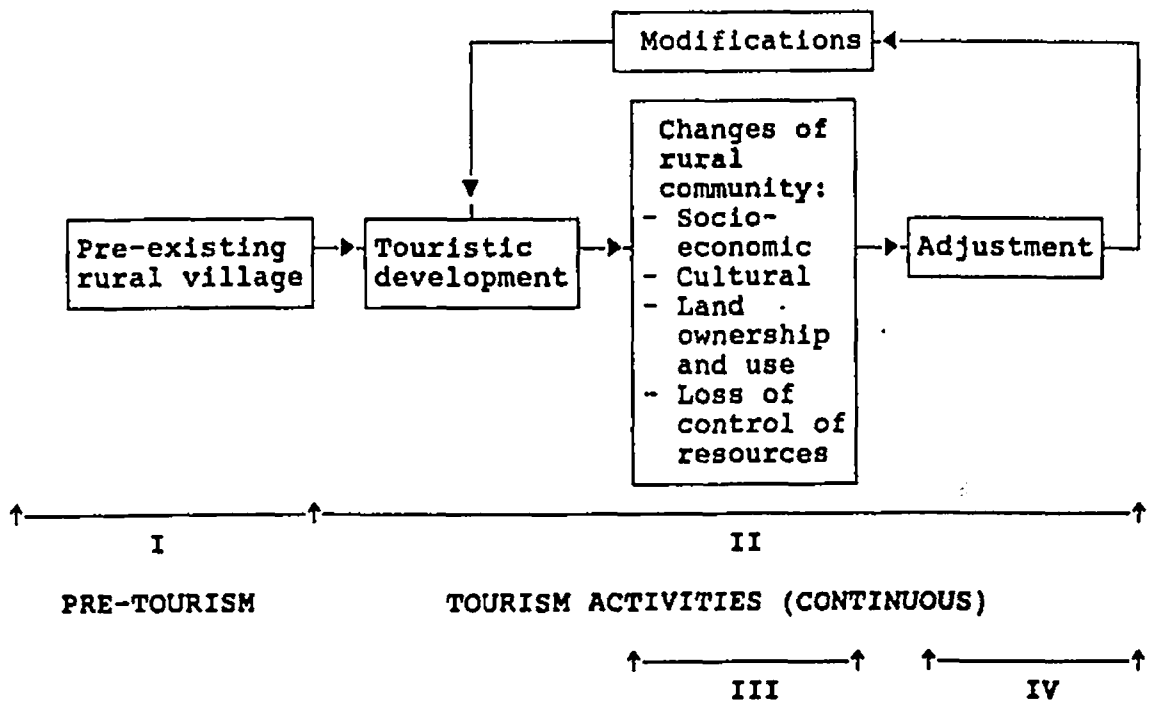 Modifications
Changes of
rural
community:
- Socio-
economic
- Cultural
- Land
ownership
and use
- Loss of
control of
resources
Pre-existing
rural village
Touristic
development
Adjustment
I
II
PRE-TOURISM
TOURISM ACTIVITIES (CONTINUOUS)
III
IV